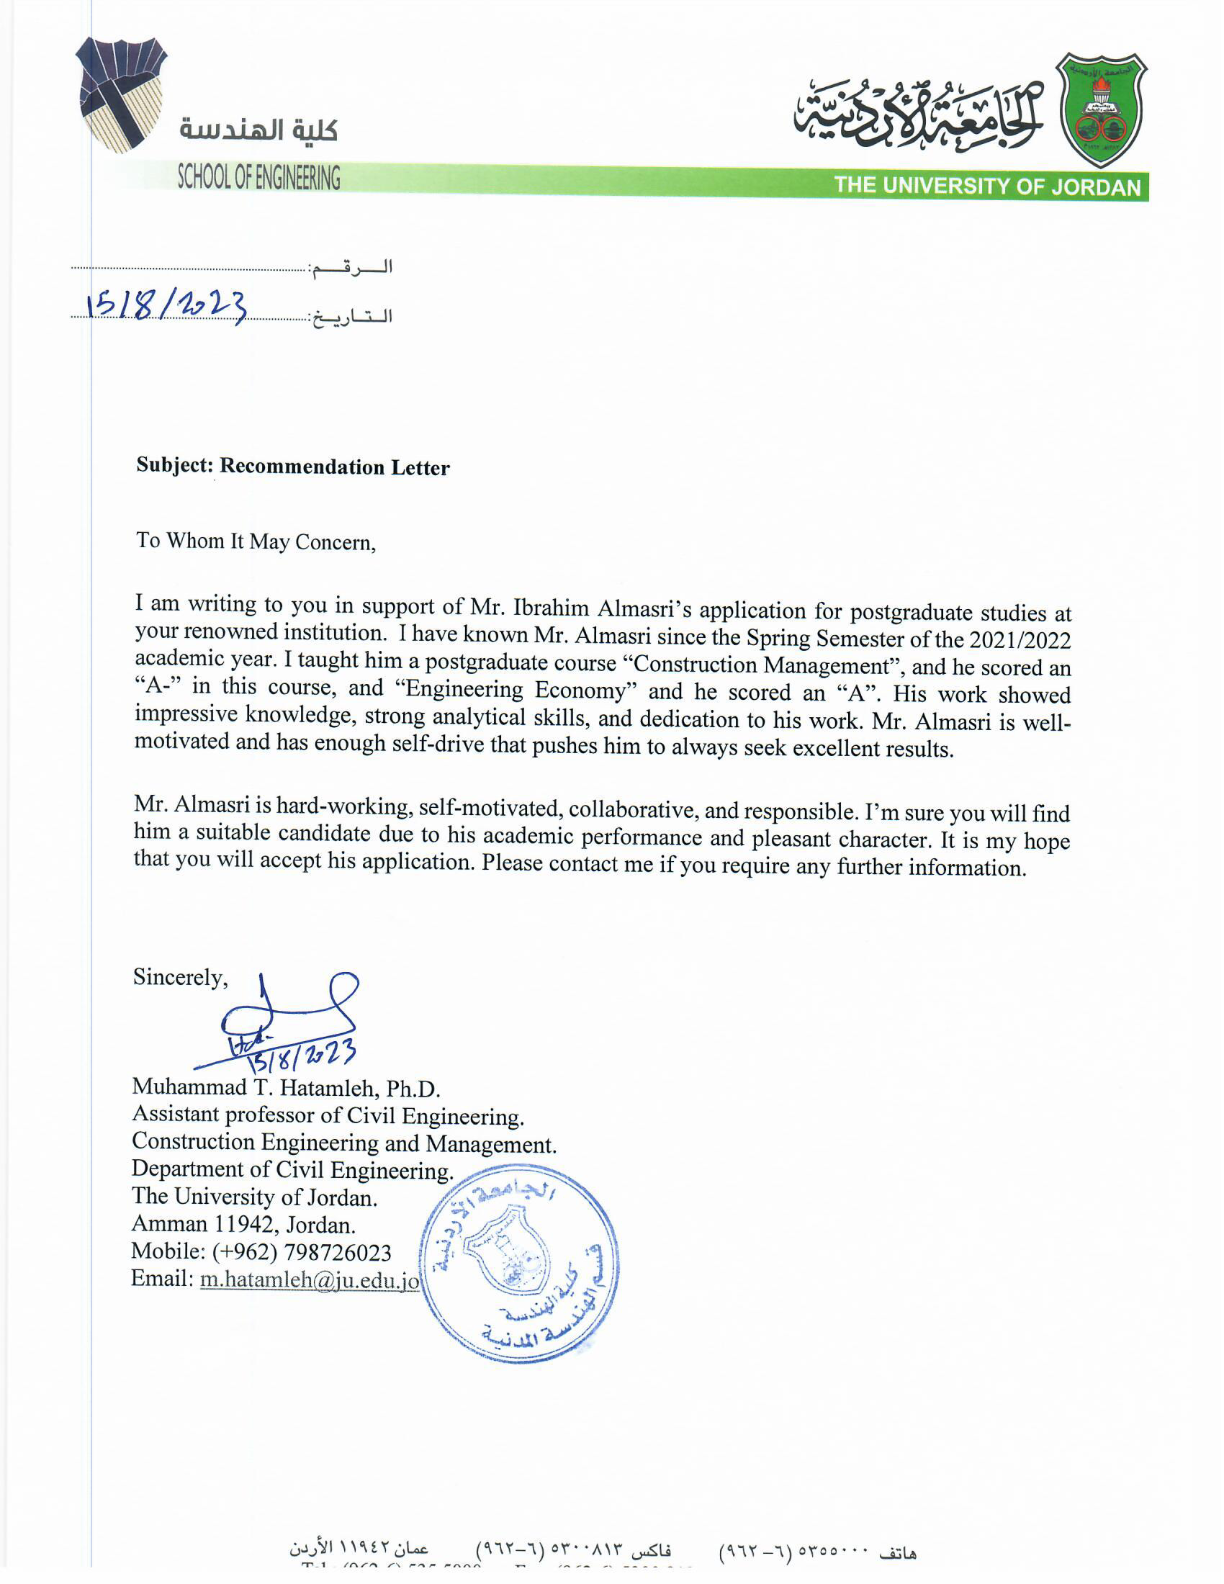 كلية الهندسة
SCHOOL OF ENGINEERING
الجامعة الأردنية
THE UNIVERSITY OF JORDAN
الـــرقـــم:
التـاريـخ: 15/8/2023
Subject: Recommendation Letter
To Whom It May Concern,
I am writing to you in support of Mr. Ibrahim Almasri's application for postgraduate studies at
your renowned institution. I have known Mr. Almasri since the Spring Semester of the 2021/2022
academic year. I taught him a postgraduate course “Construction Management”, and he scored an
“A-” in this course, and “Engineering Economy” and he scored an “A”. His work showed
impressive knowledge, strong analytical skills, and dedication to his work. Mr. Almasri is well-
motivated and has enough self-drive that pushes him to always seek excellent results.
Mr. Almasri is hard-working, self-motivated, collaborative, and responsible. I'm sure you will find
him a suitable candidate due to his academic performance and pleasant character. It is my hope
that you will accept his application. Please contact me if you require any further information.
Sincerely,
15/8/2023
Muhammad T. Hatamleh, Ph.D.
Assistant professor of Civil Engineering.
Construction Engineering and Management.
Department of Civil Engineering.
The University of Jordan.
Amman 11942, Jordan.
Mobile: (+962) 798726023
Email: m.hatamleh@ju.edu.jo
الجامعة الأردنية
كلية الهندسة
قسم الهندسة المدنية
هاتف ٥٣٥٥٠٠٠ (٦–٩٦٢) فاكس ٥٣٠٠٨١٣ (٦–٩٦٢) عمان ١١٩٤٢ الأردن